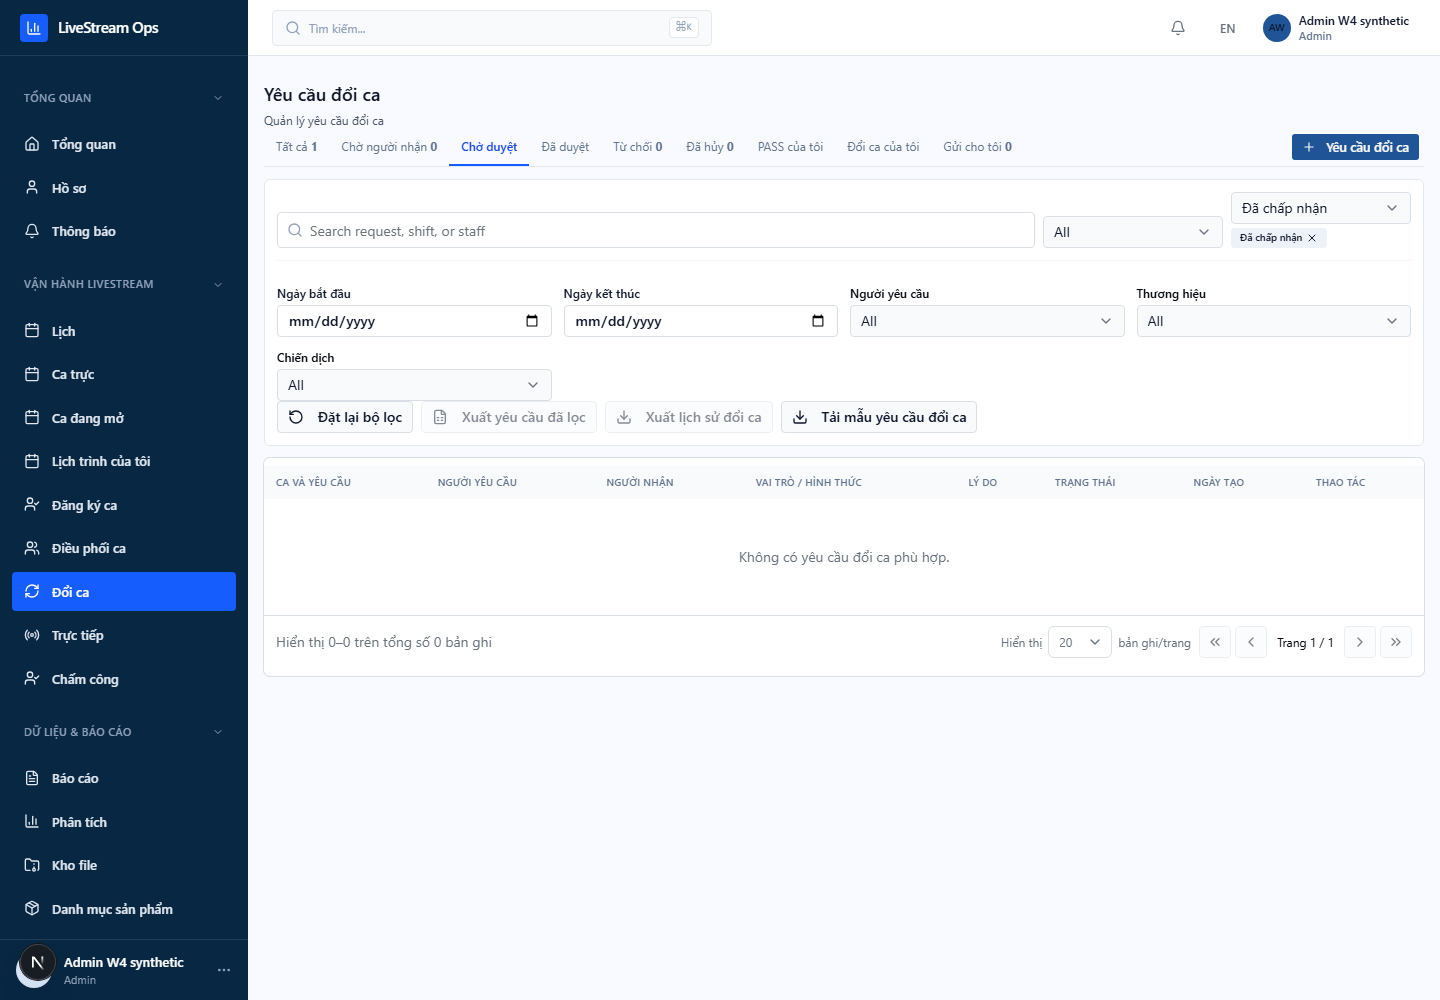 LiveStream Ops
Tìm kiếm...
⌘K
EN
AW
Admin W4 synthetic
Admin
TỔNG QUAN
Tổng quan
Hồ sơ
Thông báo
VẬN HÀNH LIVESTREAM
Lịch
Ca trực
Ca đang mở
Lịch trình của tôi
Đăng ký ca
Điều phối ca
Đổi ca
Trực tiếp
Chấm công
DỮ LIỆU & BÁO CÁO
Báo cáo
Phân tích
Kho file
Danh mục sản phẩm
N
Admin W4 synthetic
Admin
Yêu cầu đổi ca
Quản lý yêu cầu đổi ca
Tất cả 1
Chờ người nhận 0
Chờ duyệt
Đã duyệt
Từ chối 0
Đã hủy 0
PASS của tôi
Đổi ca của tôi
Gửi cho tôi 0
Yêu cầu đổi ca
Search request, shift, or staff
All
Đã chấp nhận
Đã chấp nhận
Ngày bắt đầu
mm/dd/yyyy
Ngày kết thúc
mm/dd/yyyy
Người yêu cầu
All
Thương hiệu
All
Chiến dịch
All
Đặt lại bộ lọc
Xuất yêu cầu đã lọc
Xuất lịch sử đổi ca
Tải mẫu yêu cầu đổi ca
CA VÀ YÊU CẦU
NGƯỜI YÊU CẦU
NGƯỜI NHẬN
VAI TRÒ / HÌNH THỨC
LÝ DO
TRẠNG THÁI
NGÀY TẠO
THAO TÁC
Không có yêu cầu đổi ca phù hợp.
Hiển thị 0–0 trên tổng số 0 bản ghi
Hiển thị
20
bản ghi/trang
Trang 1 / 1